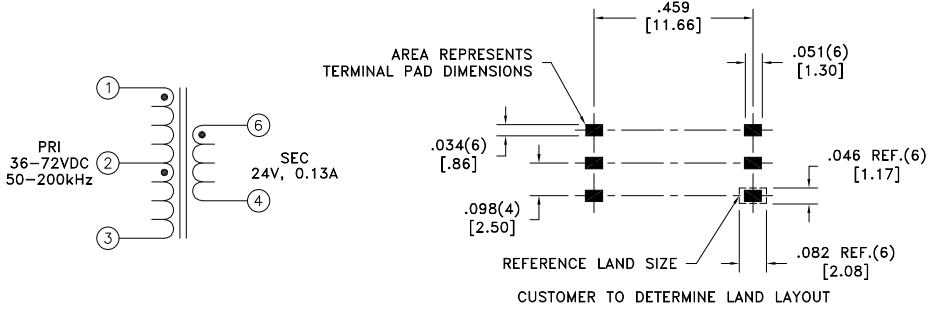 1
2
3
PRI
36-72VDC
50-200kHz
6
4
SEC
24V, 0.13A
.459
[11.66]
AREA REPRESENTS
TERMINAL PAD DIMENSIONS
.051(6)
[1.30]
.034(6)
[.86]
.046 REF.(6)
[1.17]
.098(4)
[2.50]
REFERENCE LAND SIZE
.082 REF.(6)
[2.08]
CUSTOMER TO DETERMINE LAND LAYOUT